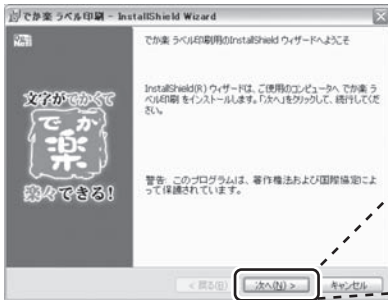 でか楽 ラベル印刷 - InstallShield Wizard
でか楽 ラベル印刷用のInstallShield ウィザードへようこそ
InstallShield(R) ウィザードは、ご使用のコンピュータへ でか楽 ラ
ベル印刷 をインストールします。「次へ」をクリックして、続行してくだ
さい。
警告: このプログラムは、著作権法および国際協定によ
って保護されています。
文字がでかくて
でか
楽
楽々できる!
< 戻る(B)
次へ(N) >
キャンセル